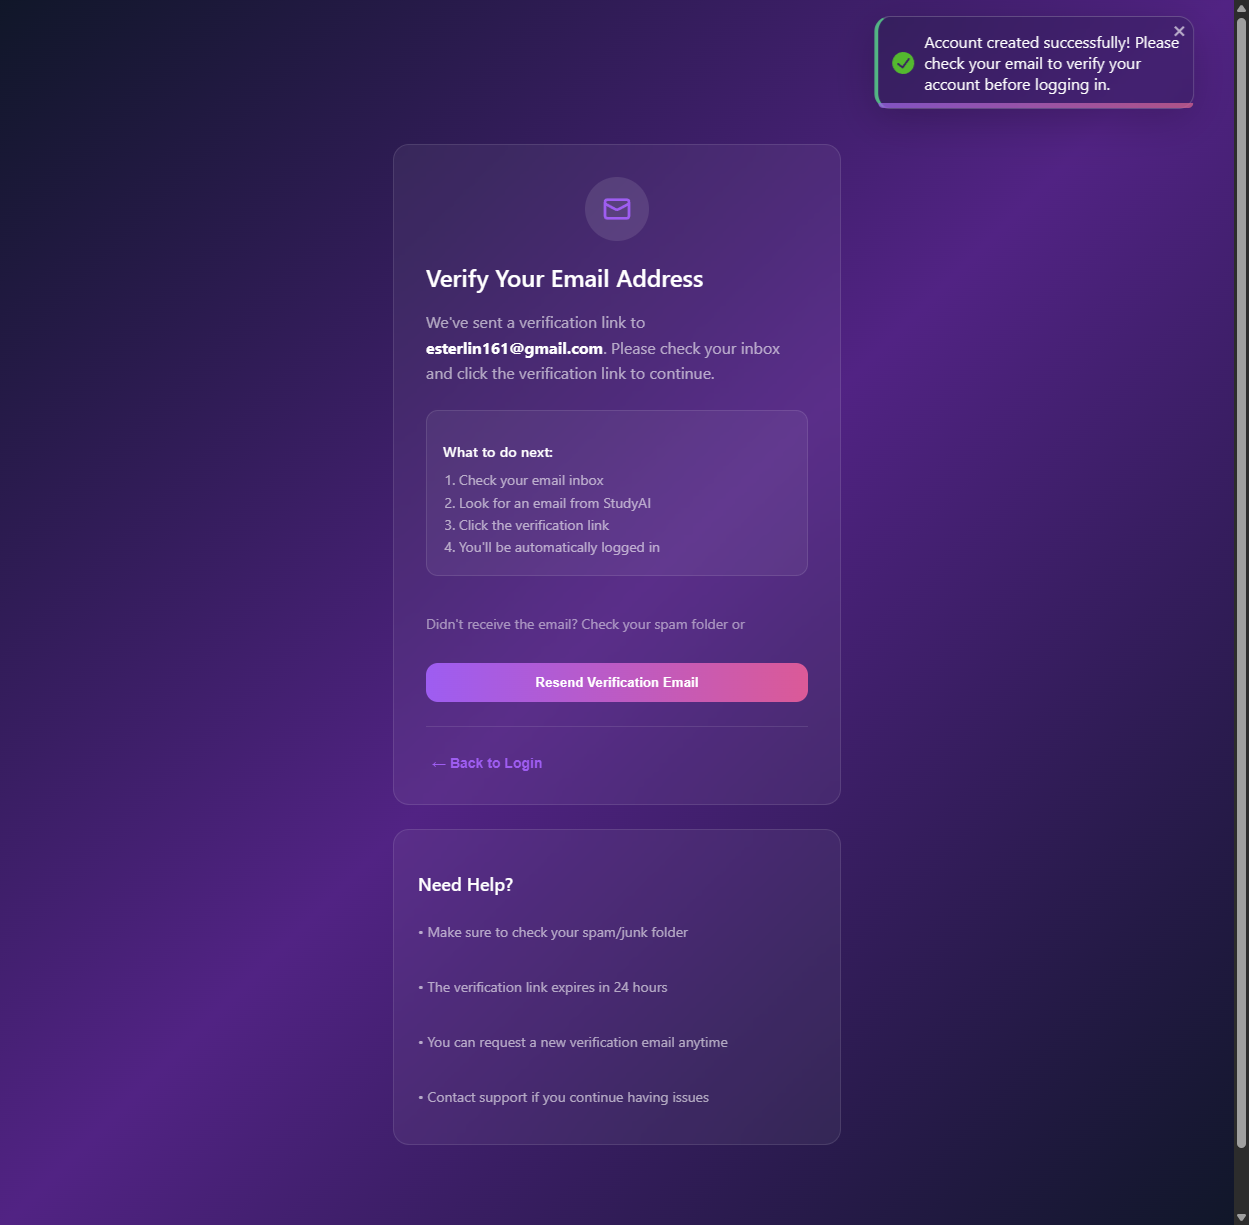 Account created successfully! Please
check your email to verify your
account before logging in.
Verify Your Email Address
We've sent a verification link to
esterlin161@gmail.com. Please check your inbox
and click the verification link to continue.
What to do next:
1. Check your email inbox
2. Look for an email from StudyAI
3. Click the verification link
4. You'll be automatically logged in
Didn't receive the email? Check your spam folder or
Resend Verification Email
← Back to Login
Need Help?
• Make sure to check your spam/junk folder
• The verification link expires in 24 hours
• You can request a new verification email anytime
• Contact support if you continue having issues